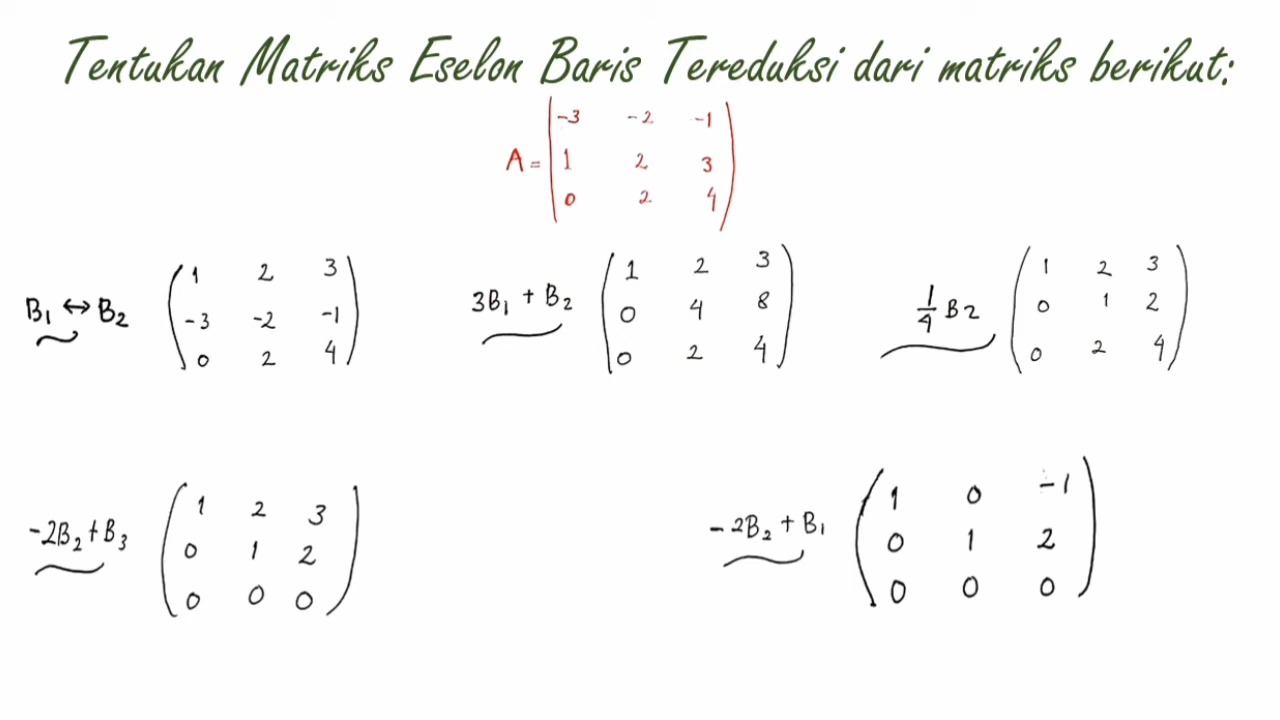 Tentukan Matriks Eselon Baris Tereduksi dari matriks berikut:
-3 -2 -1
A = 1 2 3
0 2 4
1 2 3
B1 ↔ B2 -3 -2 -1
0 2 4
1 2 3
3B1 + B2 0 4 8
0 2 4
1 2 3
1/4 B2 0 1 2
0 2 4
1 2 3
-2B2 + B3 0 1 2
0 0 0
1 0 -1
-2B2 + B1 0 1 2
0 0 0